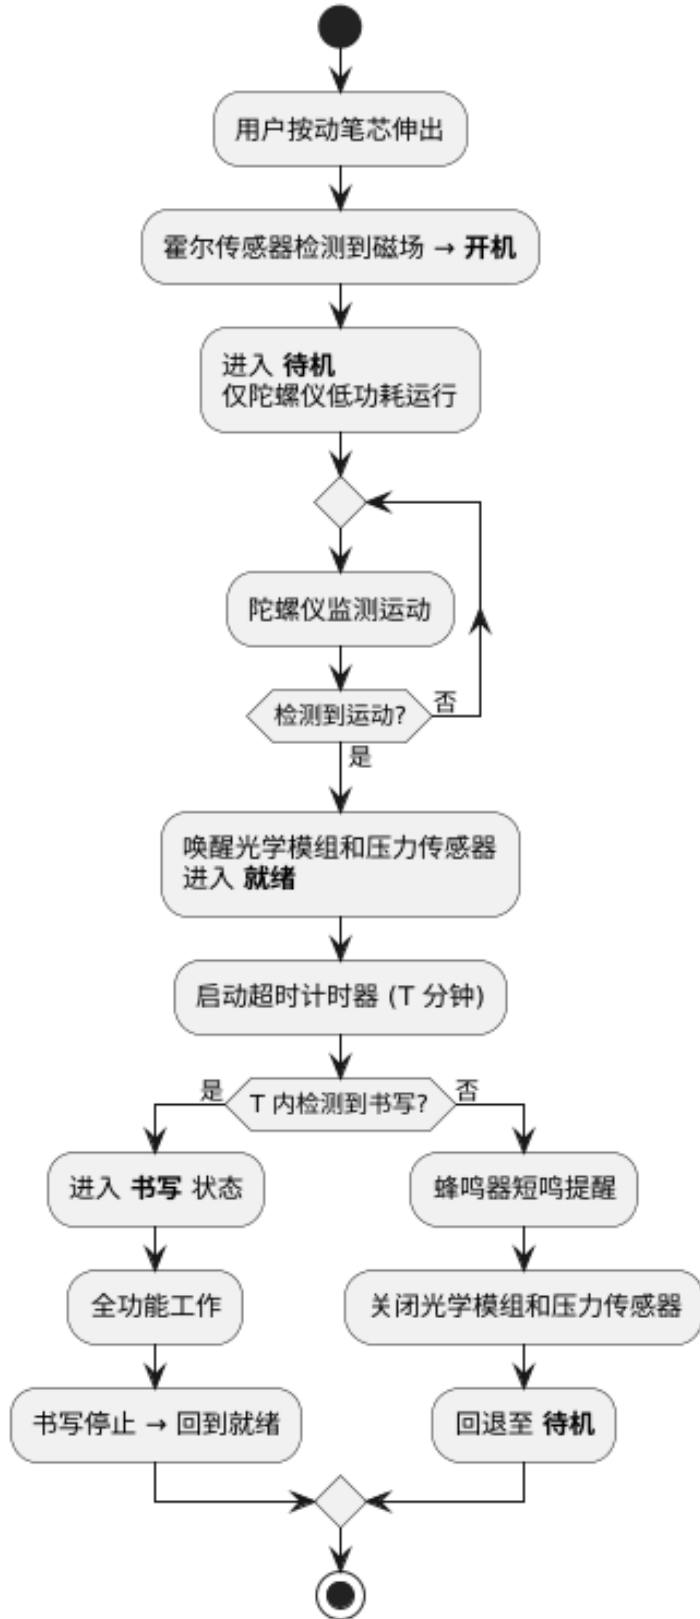 用户按动笔芯伸出
霍尔传感器检测到磁场 → 开机
进入 待机
仅陀螺仪低功耗运行
陀螺仪监测运动
检测到运动?
否
是
唤醒光学模组和压力传感器
进入 就绪
启动超时计时器 (T 分钟)
是
T 内检测到书写?
否
进入 书写 状态
蜂鸣器短鸣提醒
全功能工作
关闭光学模组和压力传感器
书写停止 → 回到就绪
回退至 待机